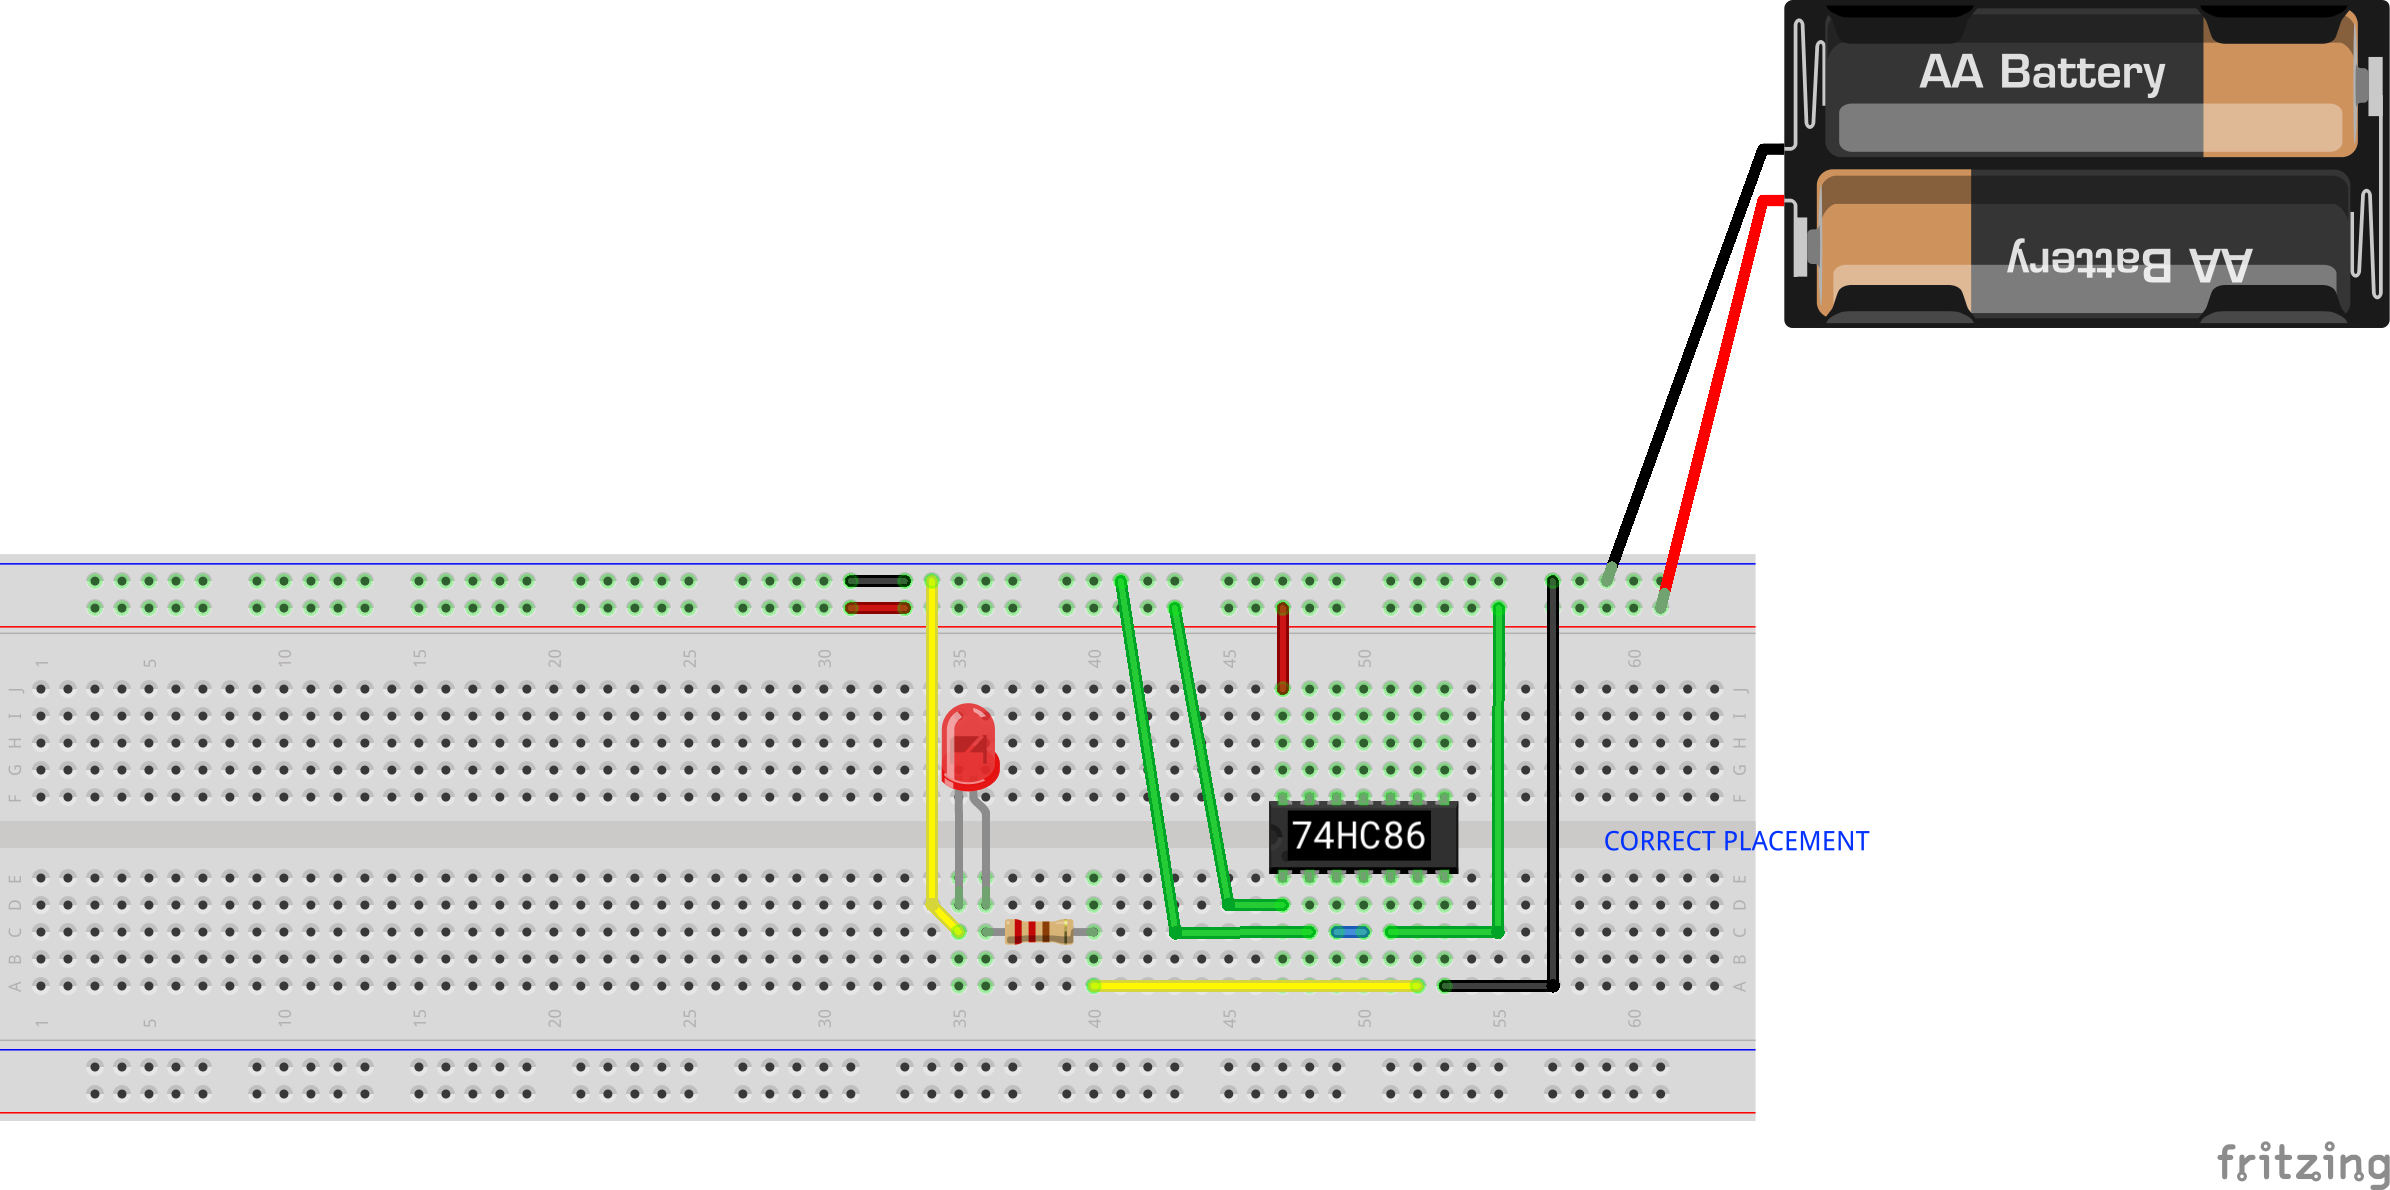 AA Battery
AA Battery
1 5 10 15 20 25 30 35 40 45 50 60
J J
I I
H H
G G
F F
74HC86
CORRECT PLACEMENT
E E
D D
C C
B B
A A
1 5 10 15 20 25 30 35 40 45 50 55 60
fritzing